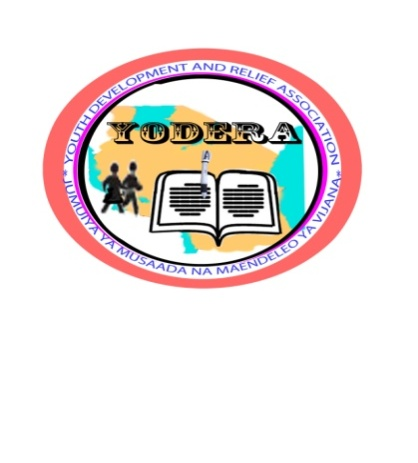 * YOUTH DEVELOPMENT AND RELIEF ASSOCIATION *
YODERA
JUMUIYA YA MUSAADA NA MAENDELEO YA VIJANA